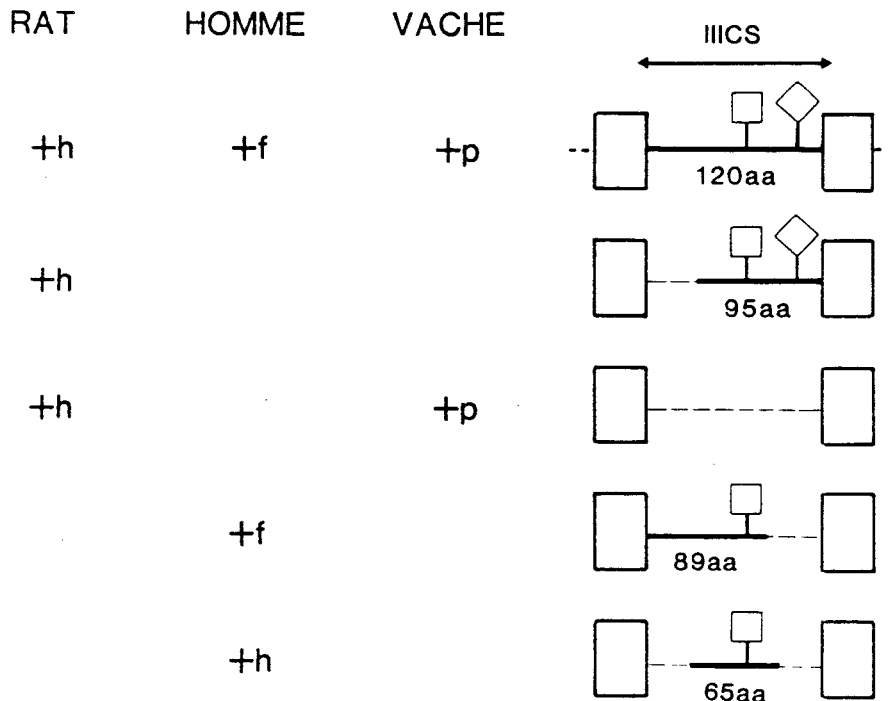 RAT HOMME VACHE IIICS
+h +f +p 120aa
+h 95aa
+h +p
+f 89aa
+h 65aa